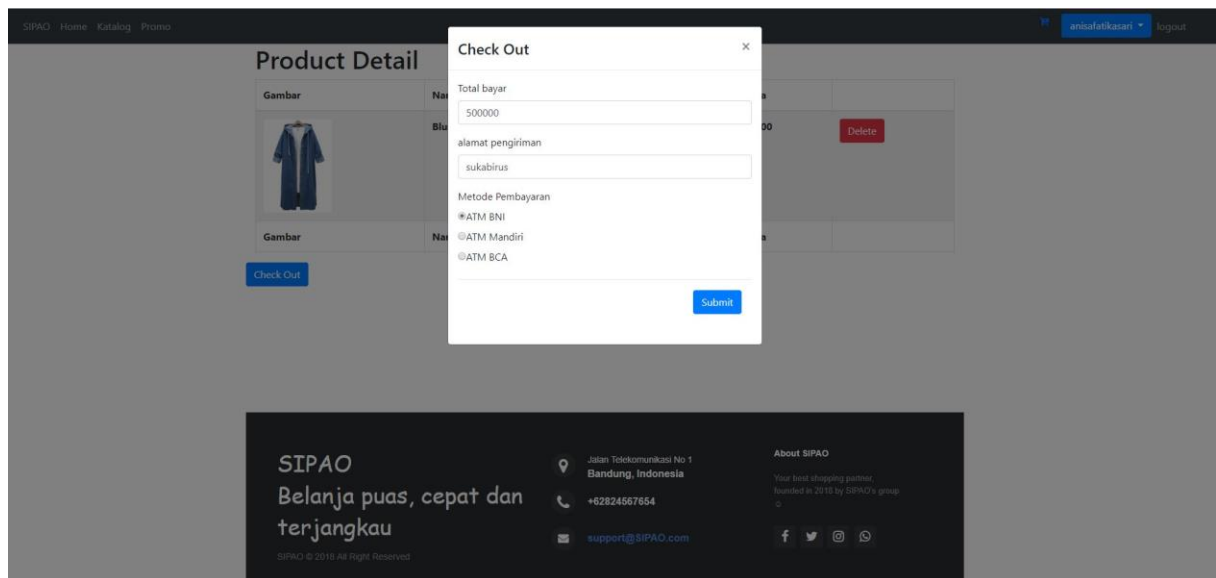 SIPAO Home Katalog Promo
anisafatikasari logout
Product Detail
Check Out
×
Gambar
Total bayar
500000
Delete
alamat pengiriman
sukabirus
Metode Pembayaran
ATM BNI
ATM Mandiri
ATM BCA
Gambar
Check Out
Submit
SIPAO
Belanja puas, cepat dan
terjangkau
SIPAO © 2018 All Right Reserved
Jalan Telekomunikasi No 1
Bandung, Indonesia
+62824567654
support@SIPAO.com
About SIPAO
Your best shopping partner,
founded in 2018 by SIPAO's group